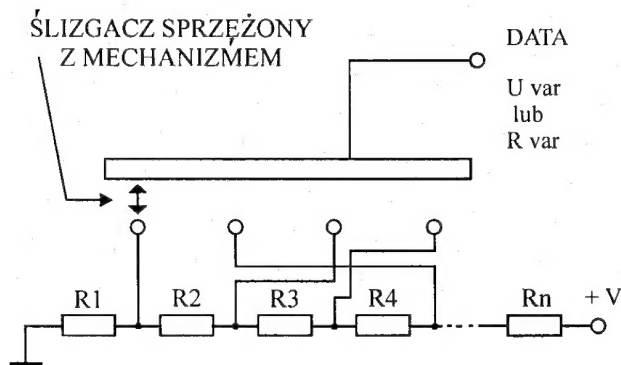 ŚLIZGACZ SPRZĘŻONY
Z MECHANIZMEM
DATA
U var
lub
R var
R1
R2
R3
R4
Rn
+ V